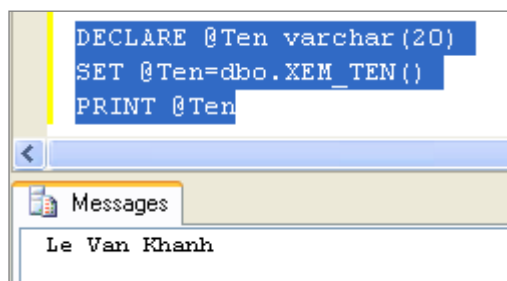 DECLARE @Ten varchar(20)
SET @Ten=dbo.XEM_TEN()
PRINT @Ten
Messages
Le Van Khanh